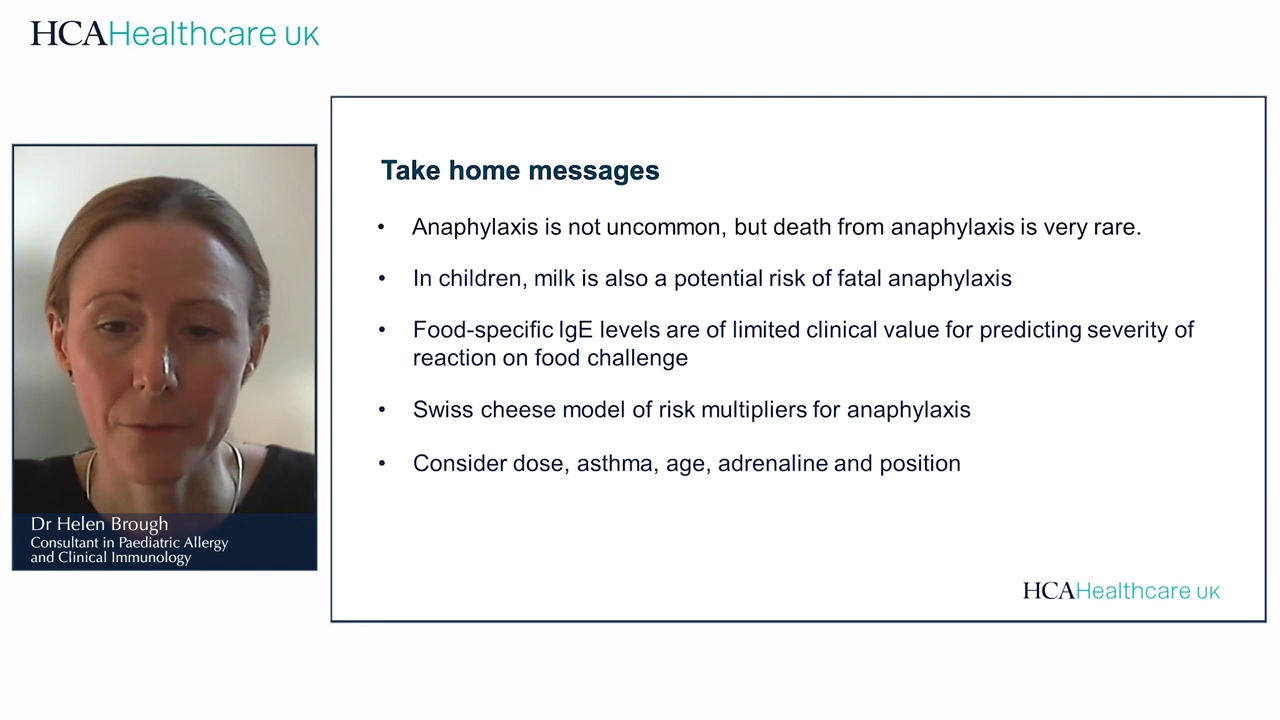 HCAHealthcare UK
Take home messages
• Anaphylaxis is not uncommon, but death from anaphylaxis is very rare.
• In children, milk is also a potential risk of fatal anaphylaxis
• Food-specific IgE levels are of limited clinical value for predicting severity of
reaction on food challenge
• Swiss cheese model of risk multipliers for anaphylaxis
• Consider dose, asthma, age, adrenaline and position
Dr Helen Brough
Consultant in Paediatric Allergy
and Clinical Immunology
HCAHealthcare UK